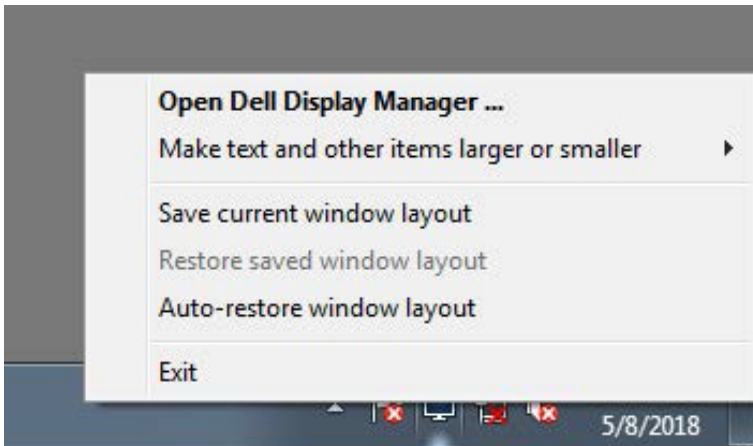 Open Dell Display Manager ...
Make text and other items larger or smaller
Save current window layout
Restore saved window layout
Auto-restore window layout
Exit
5/8/2018